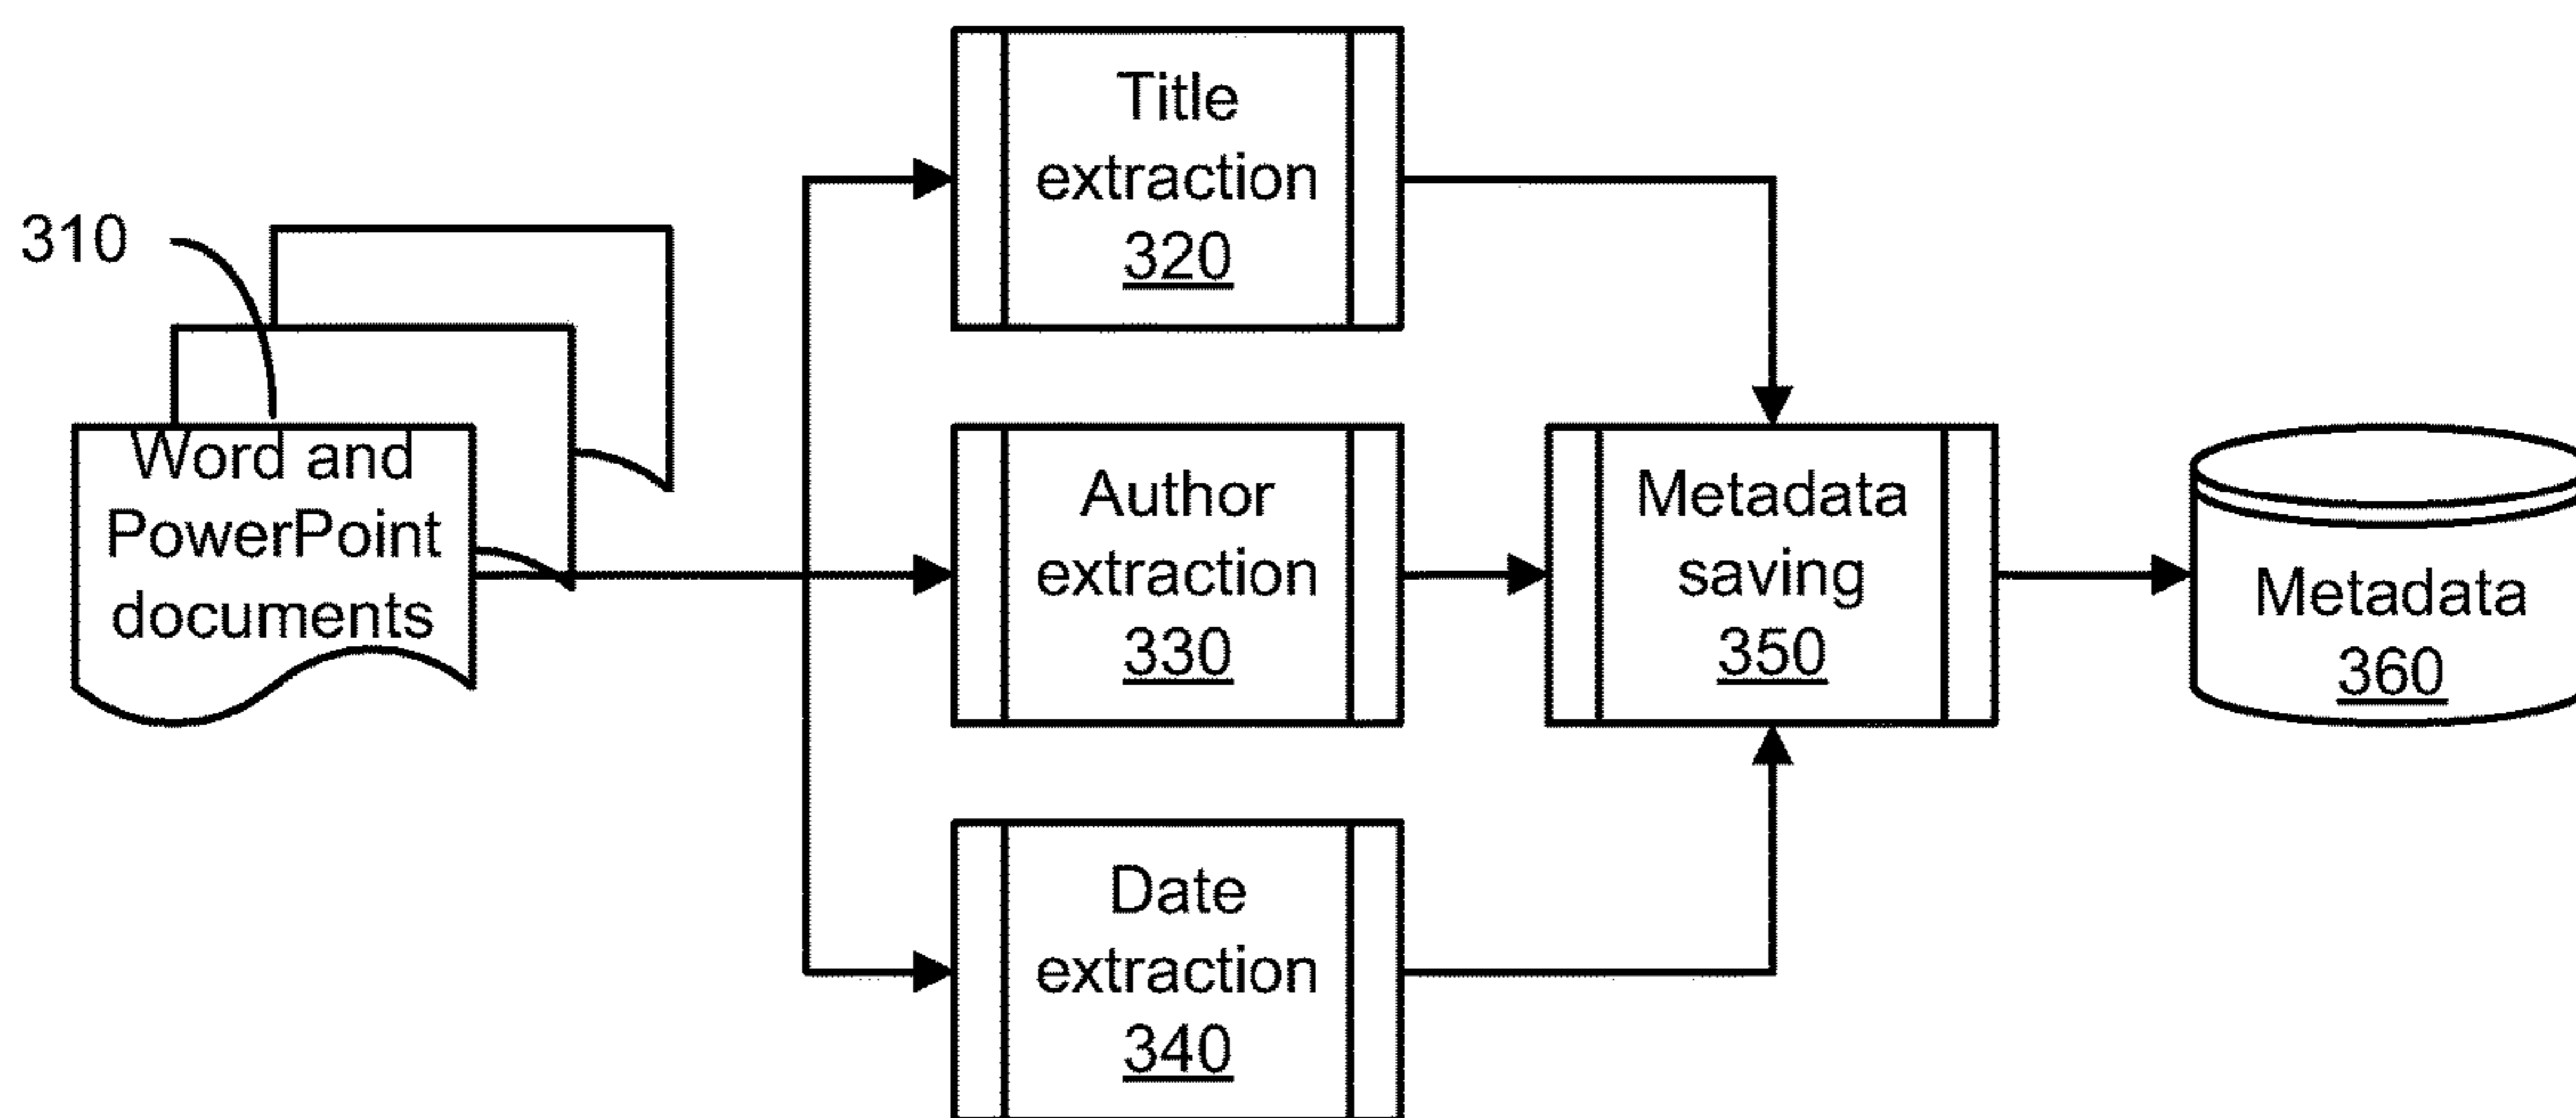 310
Word and
PowerPoint
documents
Title
extraction
320
Author
extraction
330
Date
extraction
340
Metadata
saving
350
Metadata
360